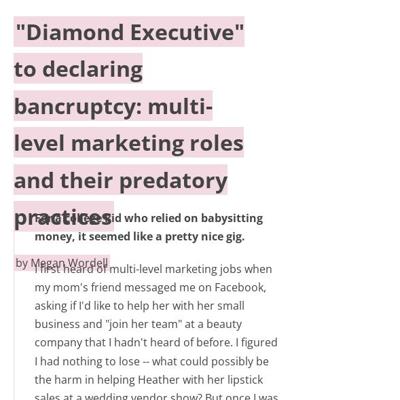 "Diamond Executive"
to declaring
bancruptcy: multi-
level marketing roles
and their predatory
practices
kid who relied on babysitting
money, it seemed like a pretty nice gig.
by Megan Wordell
I first heard of multi-level marketing jobs when
my mom's friend messaged me on Facebook,
asking if I'd like to help her with her small
business and "join her team" at a beauty
company that I hadn't heard of before. I figured
I had nothing to lose -- what could possibly be
the harm in helping Heather with her lipstick
sales at a wedding vendor show? But once I was